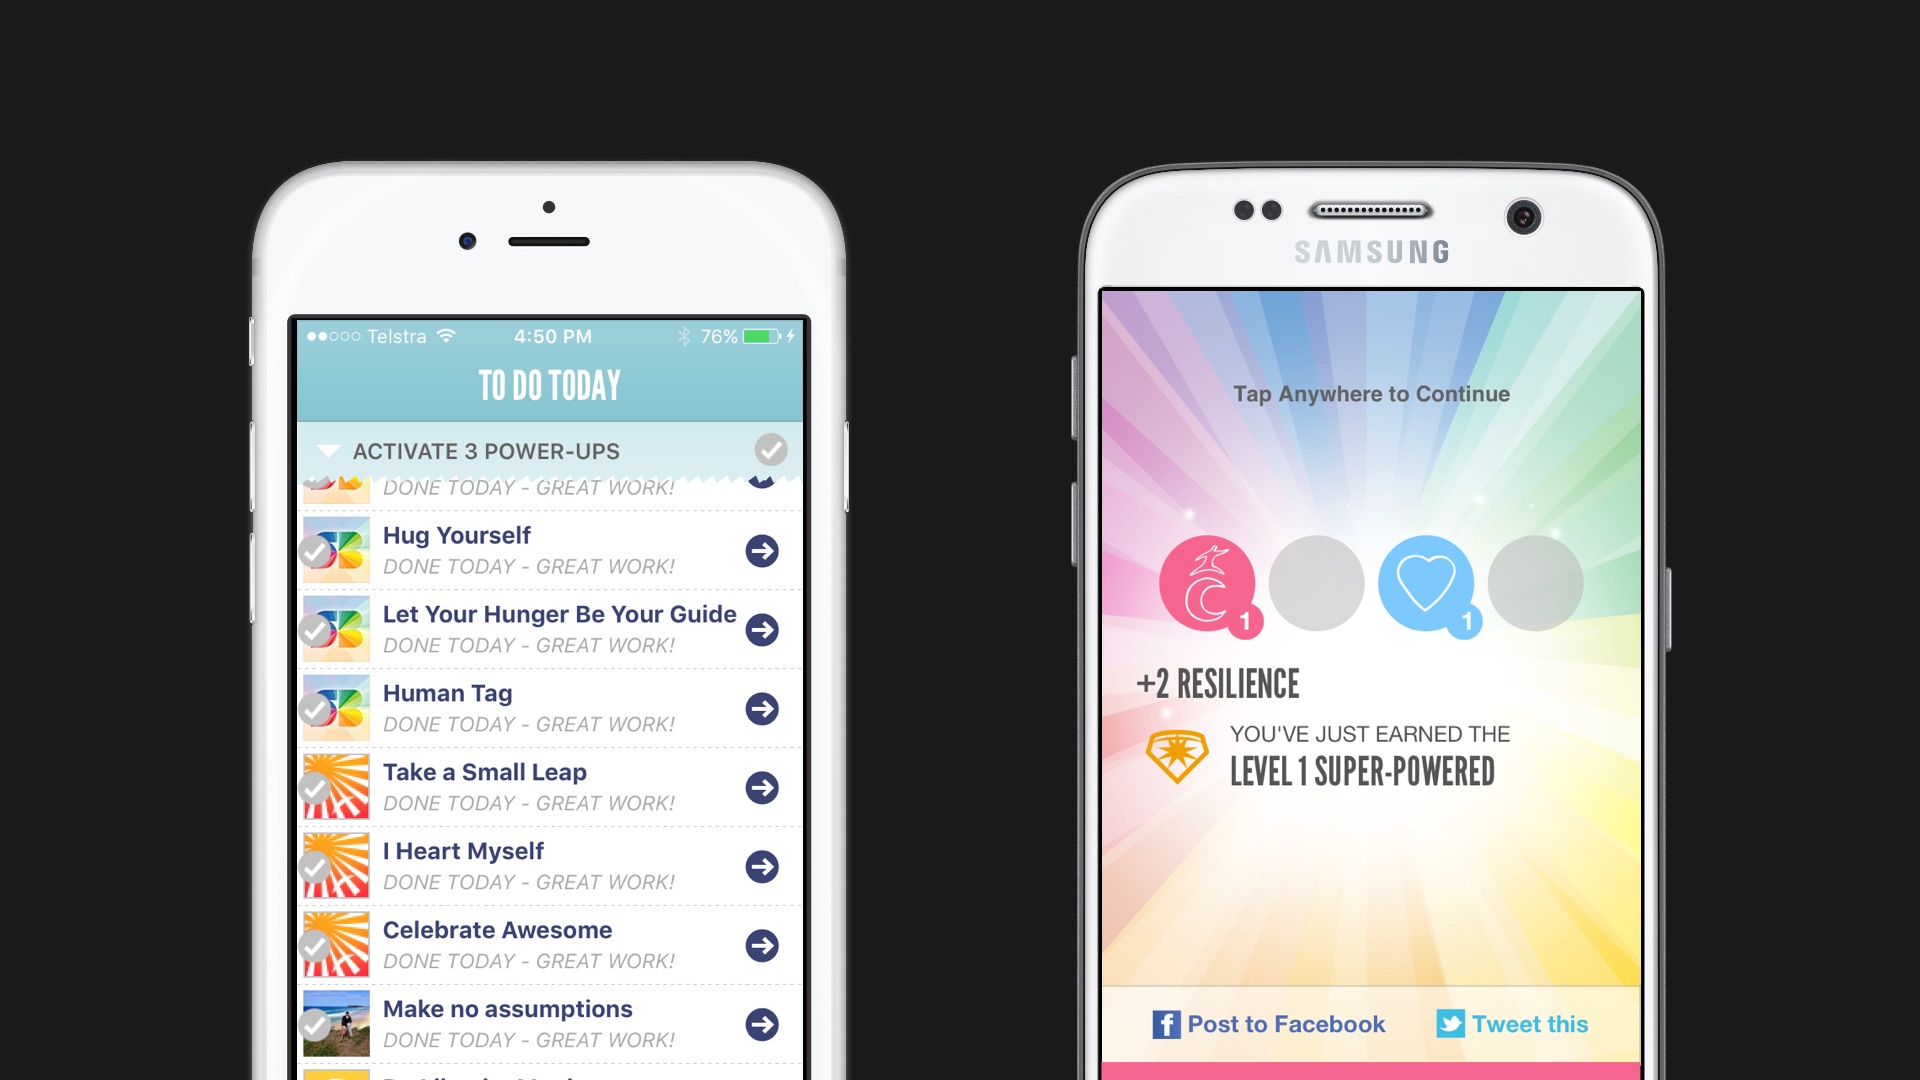 Telstra 4:50 PM 76%
TO DO TODAY
ACTIVATE 3 POWER-UPS
DONE TODAY - GREAT WORK!
Hug Yourself
DONE TODAY - GREAT WORK!
Let Your Hunger Be Your Guide
DONE TODAY - GREAT WORK!
Human Tag
DONE TODAY - GREAT WORK!
Take a Small Leap
DONE TODAY - GREAT WORK!
I Heart Myself
DONE TODAY - GREAT WORK!
Celebrate Awesome
DONE TODAY - GREAT WORK!
Make no assumptions
DONE TODAY - GREAT WORK!
SAMSUNG
Tap Anywhere to Continue
1 1
+2 RESILIENCE
YOU'VE JUST EARNED THE
LEVEL 1 SUPER-POWERED
Post to Facebook Tweet this